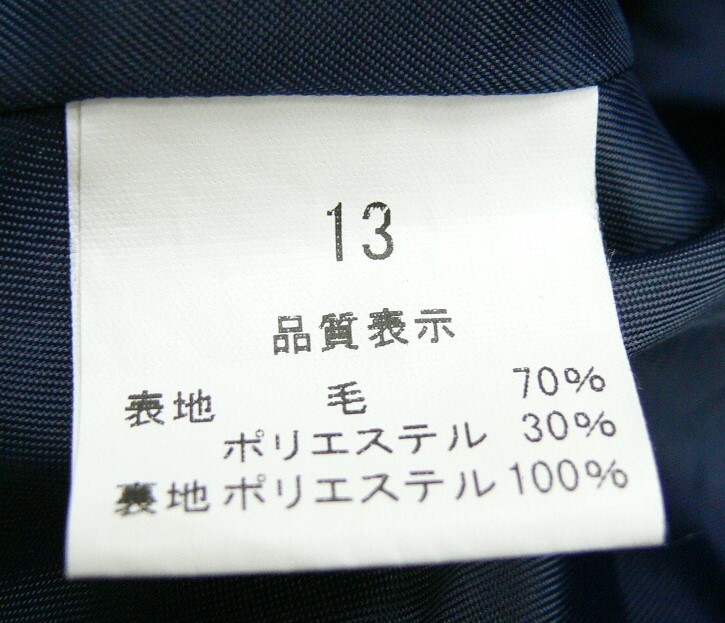 13
品質表示
表地 毛 70%
ポリエステル 30%
裏地 ポリエステル 100%